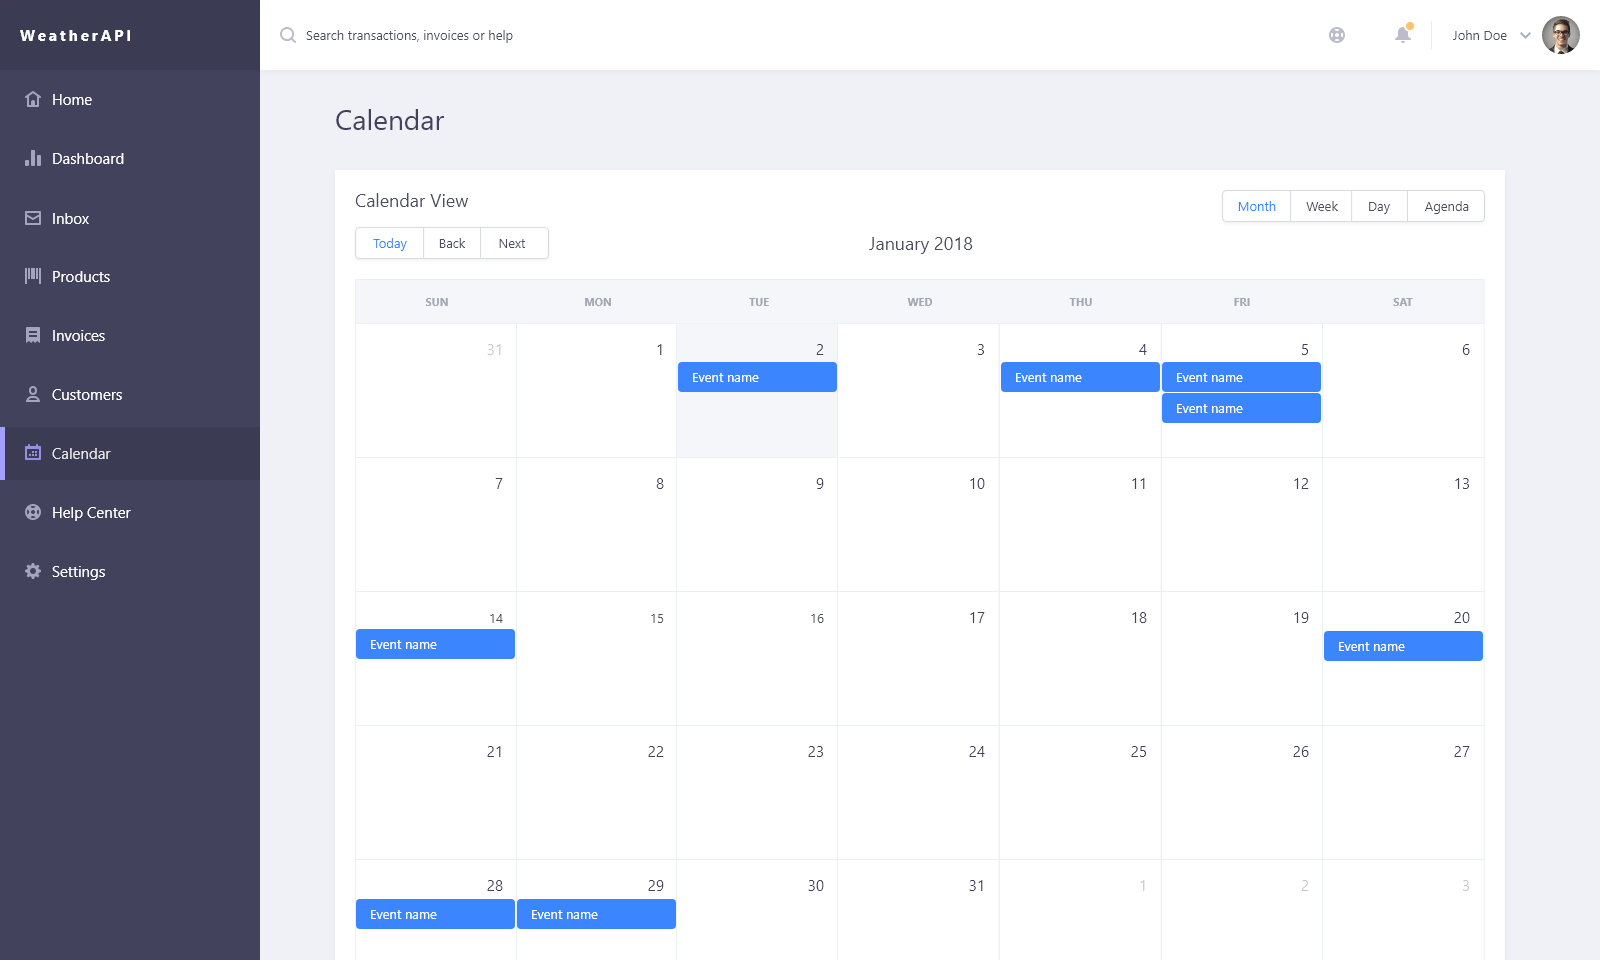 WeatherAPI
Search transactions, invoices or help
John Doe
Home
Dashboard
Inbox
Products
Invoices
Customers
Calendar
Help Center
Settings
Calendar
Calendar View
Month Week Day Agenda
Today Back Next
January 2018
SUN MON TUE WED THU FRI SAT
31 1 2 3 4 5 6
Event name Event name Event name
Event name
7 8 9 10 11 12 13
14 15 16 17 18 19 20
Event name Event name
21 22 23 24 25 26 27
28 29 30 31 1 2 3
Event name Event name